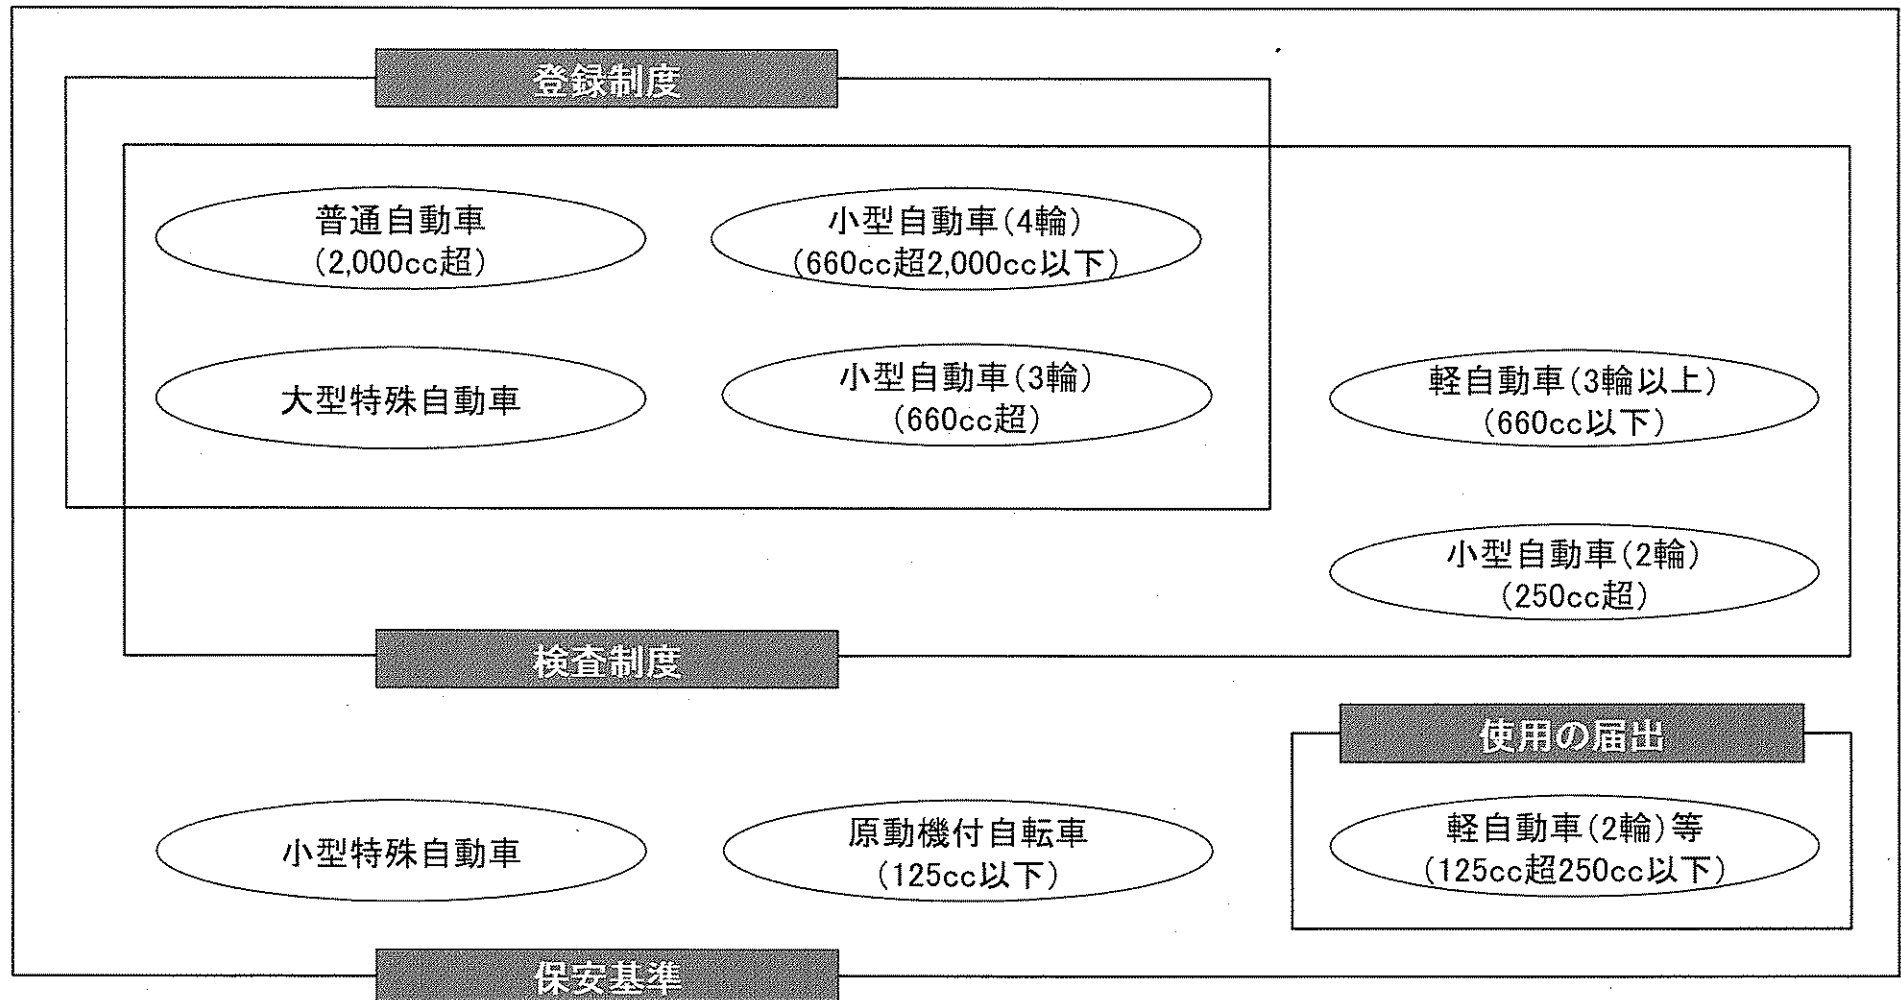 登録制度
普通自動車
(2,000cc超)
小型自動車(4輪)
(660cc超2,000cc以下)
大型特殊自動車
小型自動車(3輪)
(660cc超)
軽自動車(3輪以上)
(660cc以下)
小型自動車(2輪)
(250cc超)
検査制度
使用の届出
小型特殊自動車
原動機付自転車
(125cc以下)
軽自動車(2輪)等
(125cc超250cc以下)
保安基準